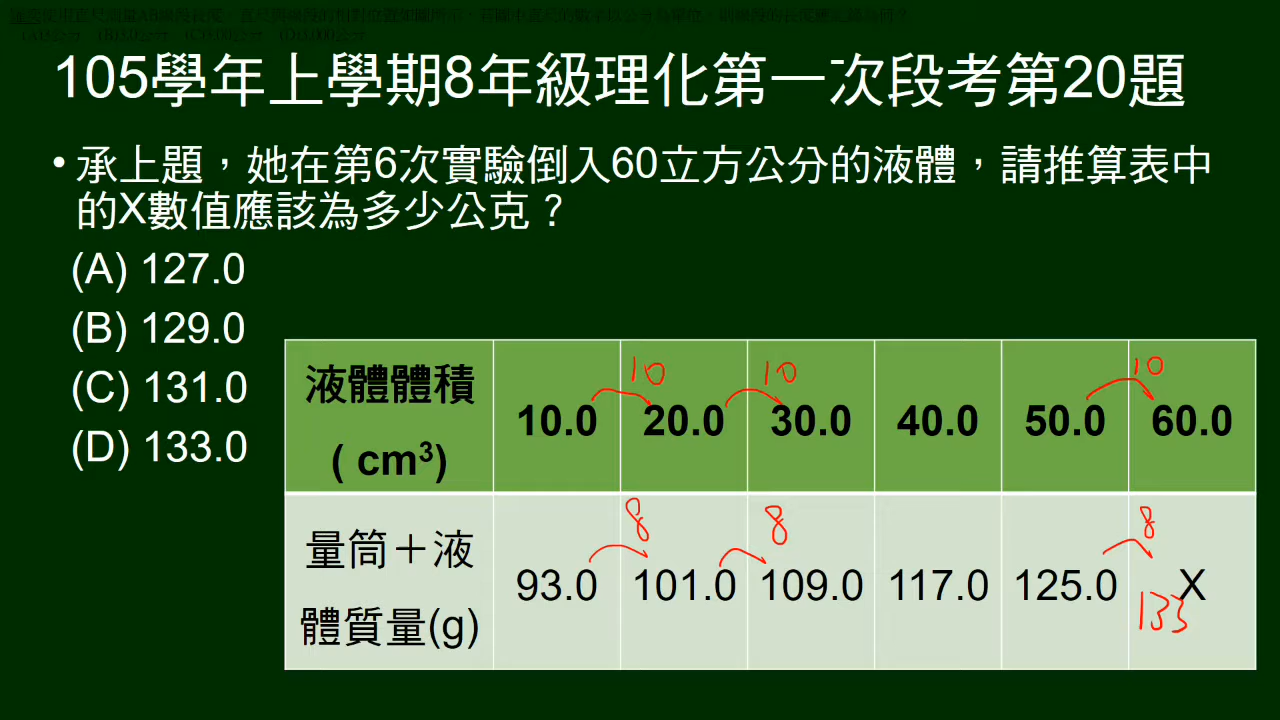 105學年上學期8年級理化第一次段考第20題
• 承上題，她在第6次實驗倒入60立方公分的液體，請推算表中
的X數值應該為多少公克？
(A) 127.0
(B) 129.0
(C) 131.0
(D) 133.0
10 10 10
液體體積
( cm³)
10.0 20.0 30.0 40.0 50.0 60.0
8 8 8
量筒＋液
體質量(g)
93.0 101.0 109.0 117.0 125.0 X
133